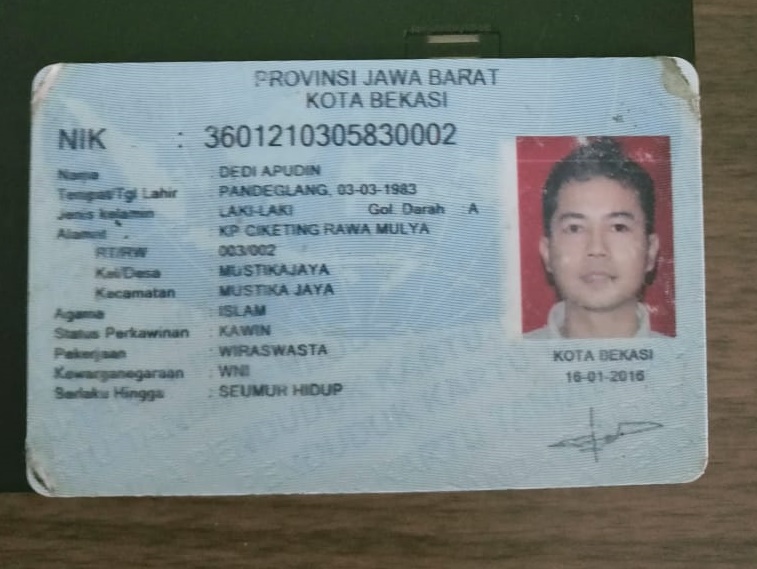 PROVINSI JAWA BARAT
KOTA BEKASI
NIK : 3601210305830002
Nama : DEDI APUDIN
Tempat/Tgl Lahir : PANDEGLANG, 03-03-1983
Jenis kelamin : LAKI-LAKI Gol. Darah : A
Alamat : KP CIKETING RAWA MULYA
RT/RW : 003/002
Kel/Desa : MUSTIKAJAYA
Kecamatan : MUSTIKA JAYA
Agama : ISLAM
Status Perkawinan : KAWIN
Pekerjaan : WIRASWASTA
Kewarganegaraan : WNI
Berlaku Hingga : SEUMUR HIDUP
KOTA BEKASI
16-01-2016